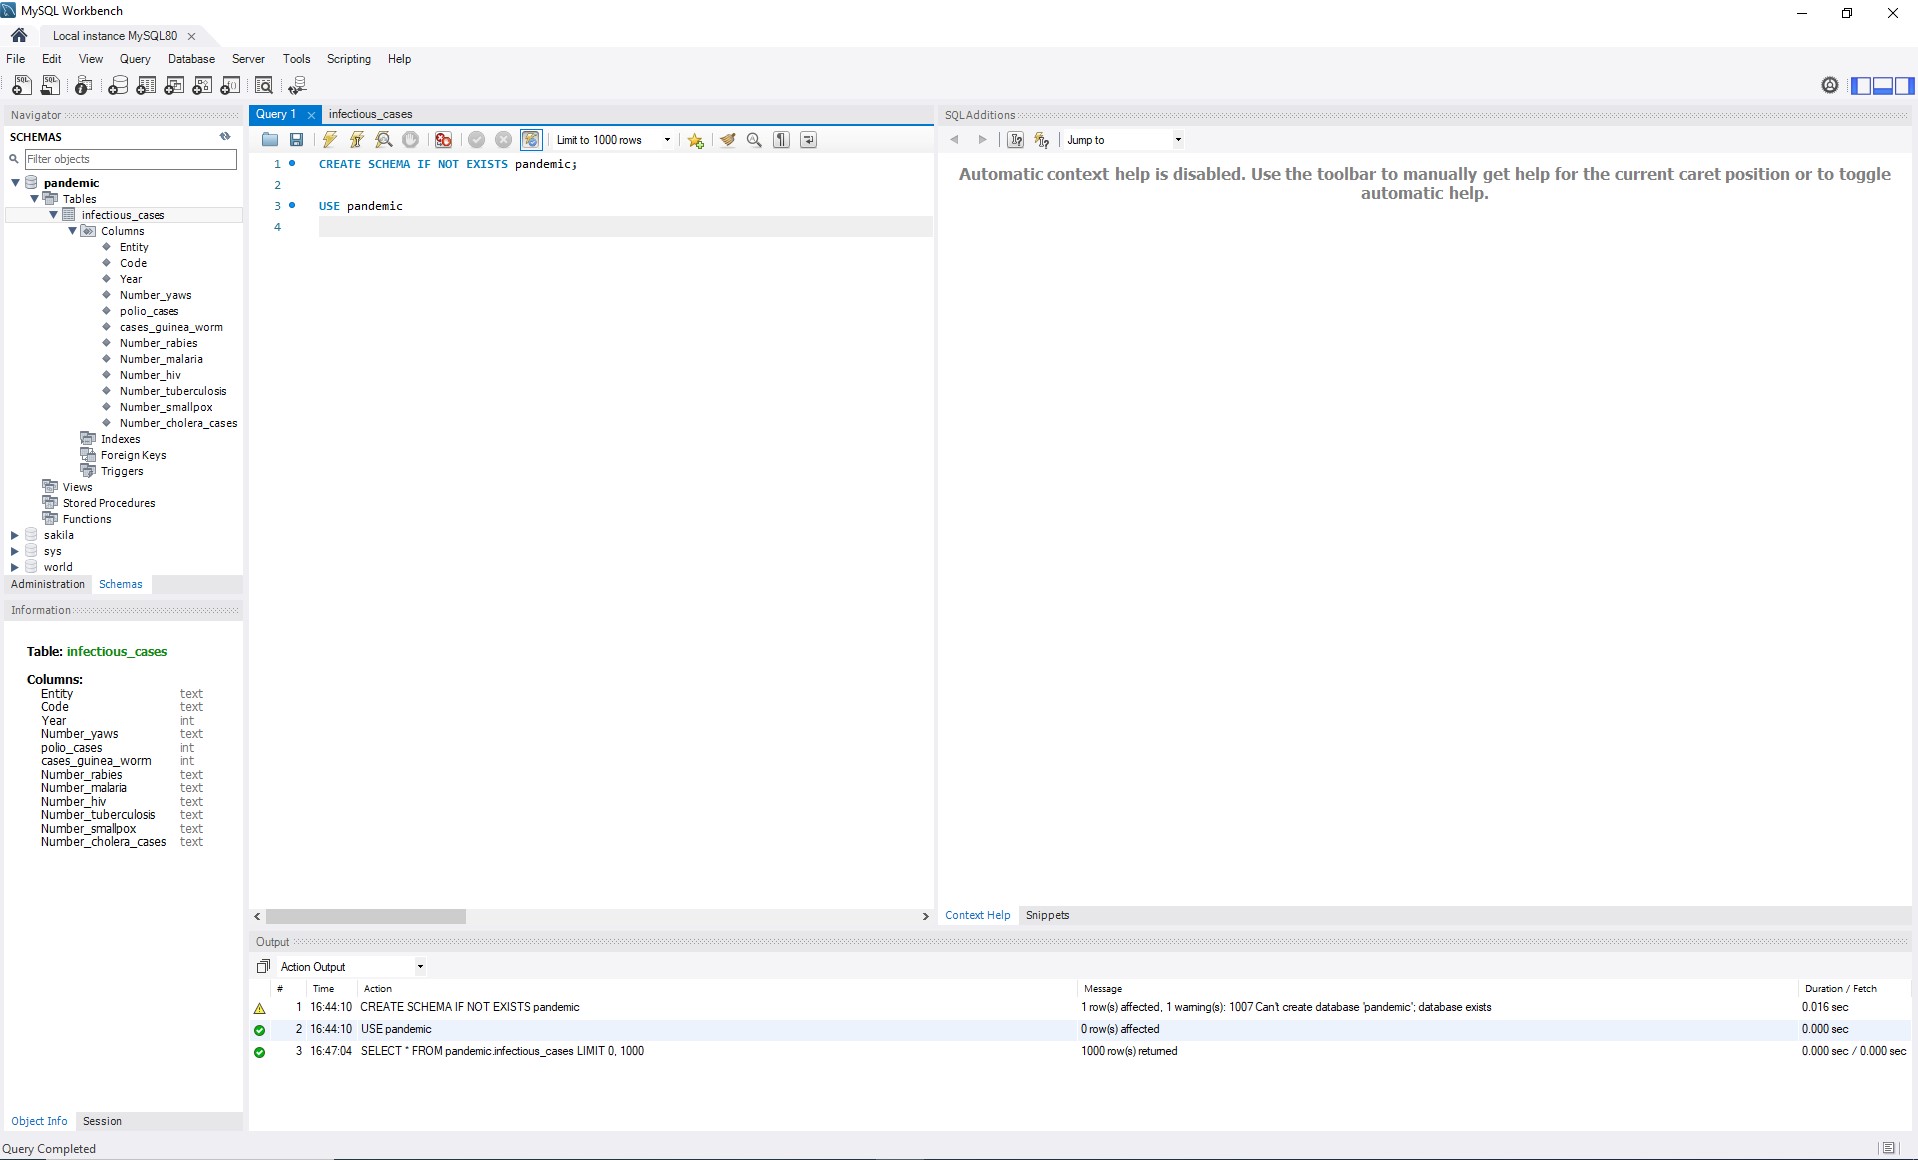 MySQL Workbench
Local instance MySQL80
File Edit View Query Database Server Tools Scripting Help
Navigator
SCHEMAS
Filter objects
pandemic
Tables
infectious_cases
Columns
Entity
Code
Year
Number_yaws
polio_cases
cases_guinea_worm
Number_rabies
Number_malaria
Number_hiv
Number_tuberculosis
Number_smallpox
Number_cholera_cases
Indexes
Foreign Keys
Triggers
Views
Stored Procedures
Functions
sakila
sys
world
Administration Schemas
Information
Table: infectious_cases
Columns:
Entity text
Code text
Year int
Number_yaws text
polio_cases int
cases_guinea_worm int
Number_rabies text
Number_malaria text
Number_hiv text
Number_tuberculosis text
Number_smallpox text
Number_cholera_cases text
Object Info Session
Query 1 infectious_cases
Limit to 1000 rows
1 CREATE SCHEMA IF NOT EXISTS pandemic;
2
3 USE pandemic
4
SQLAdditions
Jump to
Automatic context help is disabled. Use the toolbar to manually get help for the current caret position or to toggle
automatic help.
Context Help Snippets
Output
Action Output
# Time Action Message Duration / Fetch
1 16:44:10 CREATE SCHEMA IF NOT EXISTS pandemic 1 row(s) affected, 1 warning(s): 1007 Can't create database 'pandemic'; database exists 0.016 sec
2 16:44:10 USE pandemic 0 row(s) affected 0.000 sec
3 16:47:04 SELECT * FROM pandemic.infectious_cases LIMIT 0, 1000 1000 row(s) returned 0.000 sec / 0.000 sec
Query Completed